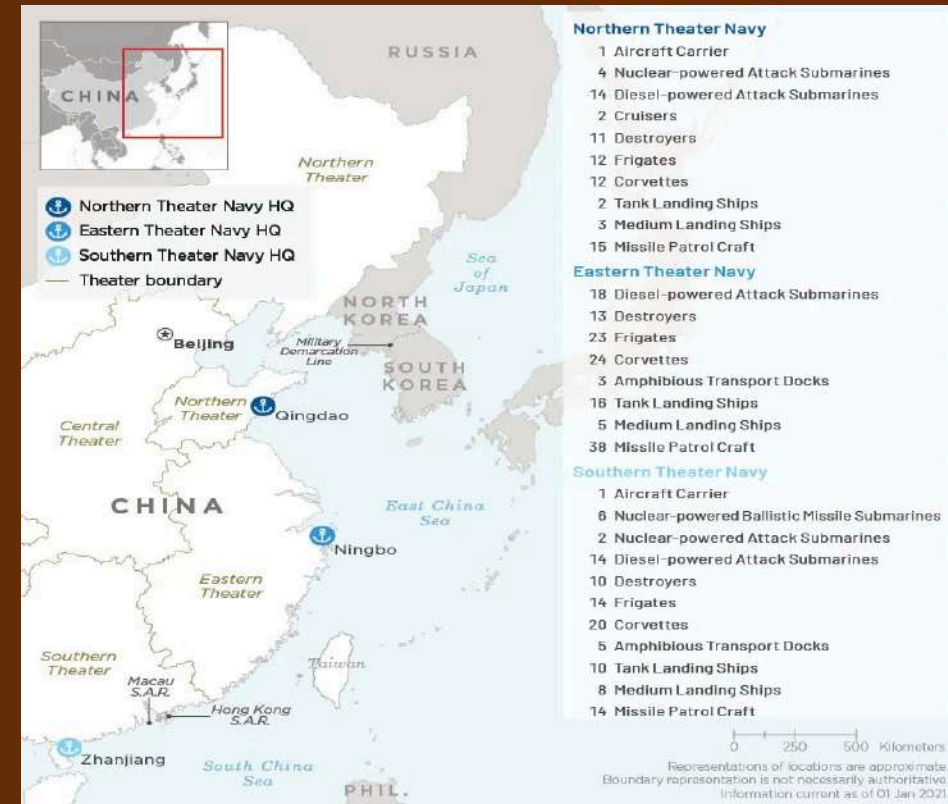 RUSSIA
CHINA
Northern
Theater
Northern Theater Navy HQ
Eastern Theater Navy HQ
Southern Theater Navy HQ
Theater boundary
Sea
of
Japan
NORTH
KOREA
Beijing
Military
Demarcation
Line
SOUTH
KOREA
Northern
Theater
Qingdao
Central
Theater
CHINA
East China
Sea
Ningbo
Eastern
Theater
Southern
Theater
Taiwan
Macau
S.A.R.
Hong Kong
S.A.R.
Zhanjiang
South China
Sea
PHIL.
Northern Theater Navy
1 Aircraft Carrier
4 Nuclear-powered Attack Submarines
14 Diesel-powered Attack Submarines
2 Cruisers
11 Destroyers
12 Frigates
12 Corvettes
2 Tank Landing Ships
3 Medium Landing Ships
15 Missile Patrol Craft
Eastern Theater Navy
18 Diesel-powered Attack Submarines
13 Destroyers
23 Frigates
24 Corvettes
3 Amphibious Transport Docks
16 Tank Landing Ships
5 Medium Landing Ships
38 Missile Patrol Craft
Southern Theater Navy
1 Aircraft Carrier
6 Nuclear-powered Ballistic Missile Submarines
2 Nuclear-powered Attack Submarines
14 Diesel-powered Attack Submarines
10 Destroyers
14 Frigates
20 Corvettes
5 Amphibious Transport Docks
10 Tank Landing Ships
8 Medium Landing Ships
14 Missile Patrol Craft
0 250 500 Kilometers
Representations of locations are approximate.
Boundary representation is not necessarily authoritative.
Information current as of 01 Jan 2021